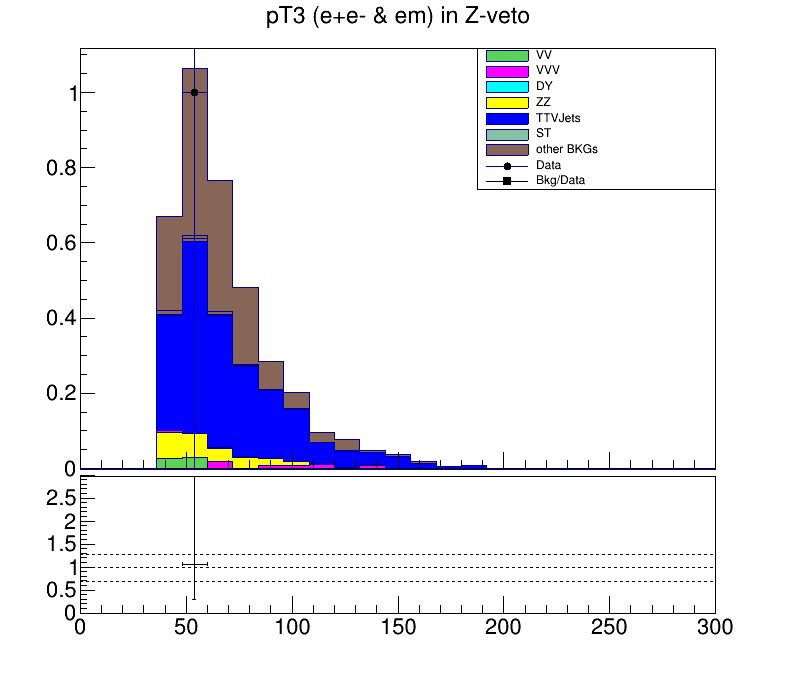 pT3 (e+e- & em) in Z-veto
VV
VVV
DY
ZZ
TTVJets
ST
other BKGs
Data
Bkg/Data
1
0.8
0.6
0.4
0.2
0
2.5
2
1.5
1
0.5
0
0 50 100 150 200 250 300